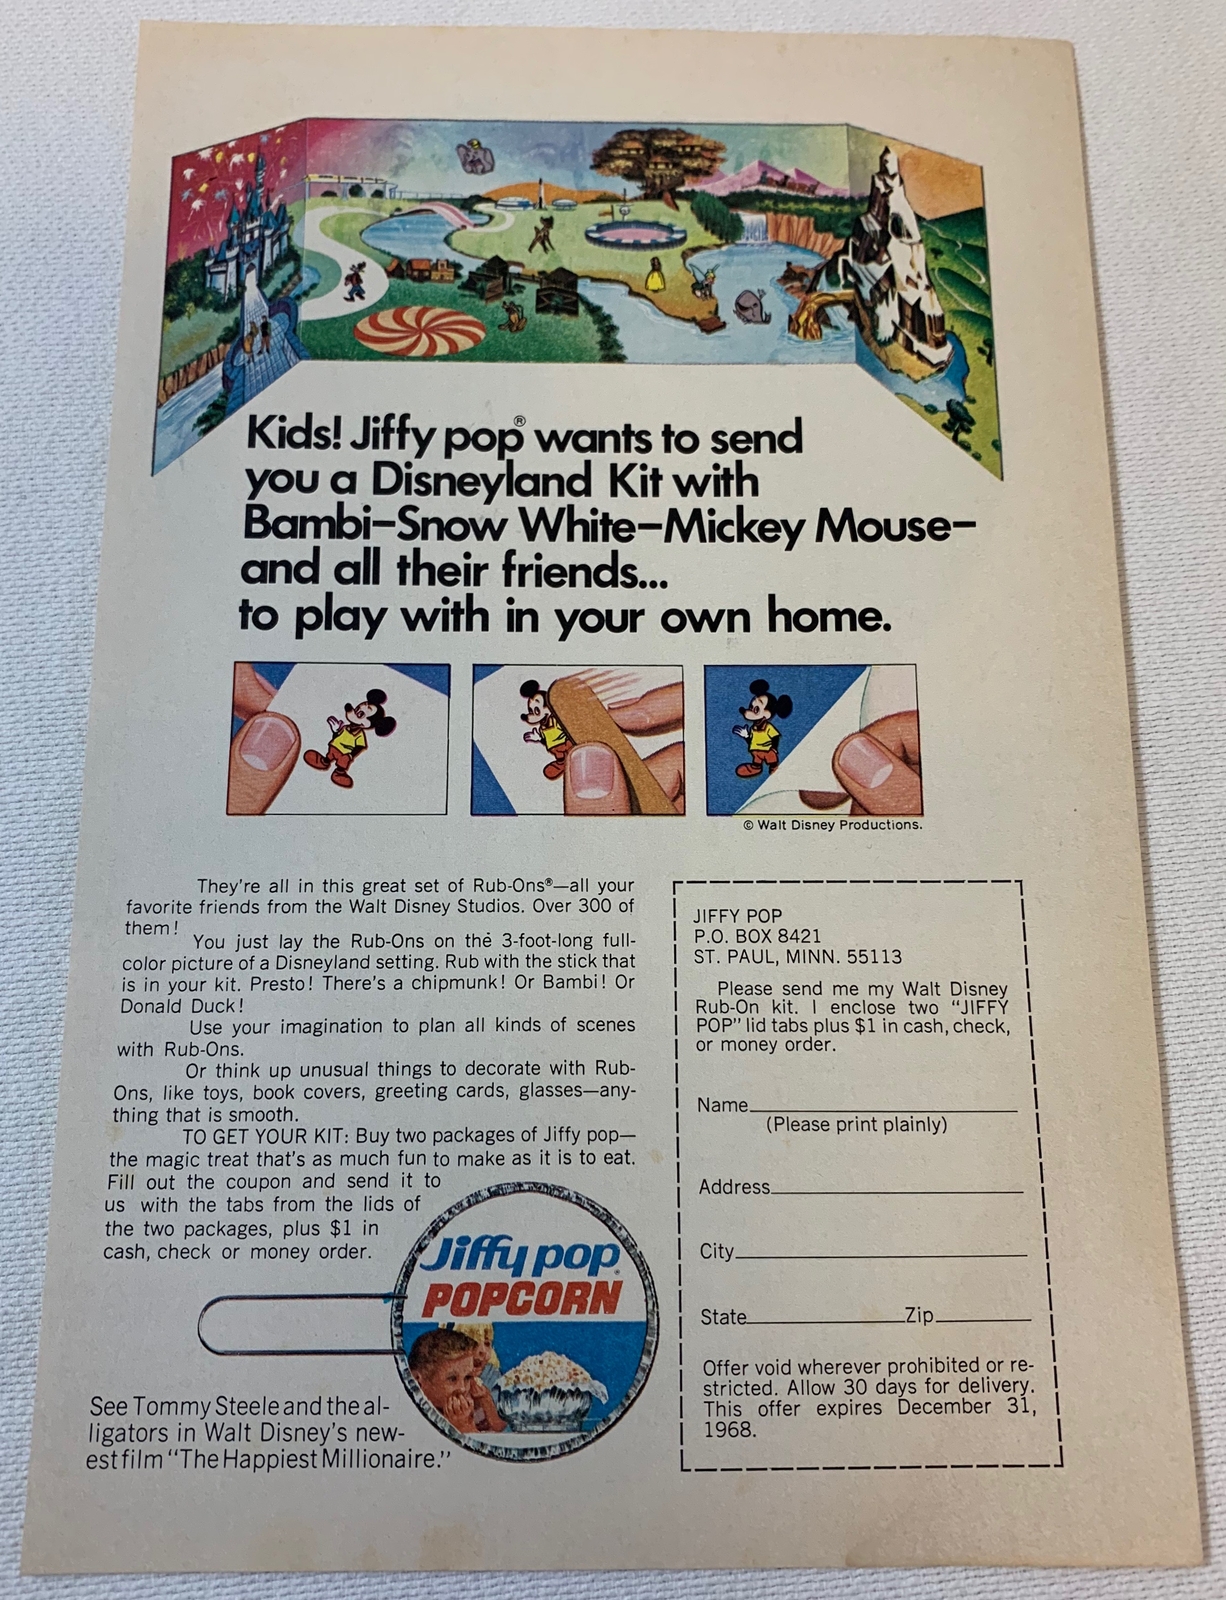 Kids! Jiffy pop® wants to send
you a Disneyland Kit with
Bambi–Snow White–Mickey Mouse–
and all their friends...
to play with in your own home.
© Walt Disney Productions.
They're all in this great set of Rub-Ons®—all your
favorite friends from the Walt Disney Studios. Over 300 of
them!
You just lay the Rub-Ons on the 3-foot-long full-
color picture of a Disneyland setting. Rub with the stick that
is in your kit. Presto! There's a chipmunk! Or Bambi! Or
Donald Duck!
Use your imagination to plan all kinds of scenes
with Rub-Ons.
Or think up unusual things to decorate with Rub-
Ons, like toys, book covers, greeting cards, glasses—any-
thing that is smooth.
TO GET YOUR KIT: Buy two packages of Jiffy pop—
the magic treat that's as much fun to make as it is to eat.
Fill out the coupon and send it to
us with the tabs from the lids of
the two packages, plus $1 in
cash, check or money order.
Jiffy pop®
POPCORN
See Tommy Steele and the al-
ligators in Walt Disney's new-
est film "The Happiest Millionaire."
JIFFY POP
P.O. BOX 8421
ST. PAUL, MINN. 55113
Please send me my Walt Disney
Rub-On kit. I enclose two "JIFFY
POP" lid tabs plus $1 in cash, check,
or money order.
Name
(Please print plainly)
Address
City
State Zip
Offer void wherever prohibited or re-
stricted. Allow 30 days for delivery.
This offer expires December 31,
1968.